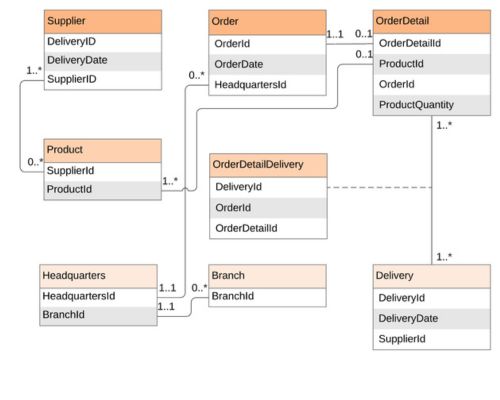 Supplier
DeliveryID
DeliveryDate
SupplierID
1..*
Order
OrderId
OrderDate
HeadquartersId
0..*
1..1
0..1
0..1
OrderDetail
OrderDetailId
ProductId
OrderId
ProductQuantity
1..*
Product
SupplierId
ProductId
0..*
1..*
OrderDetailDelivery
DeliveryId
OrderId
OrderDetailId
Headquarters
HeadquartersId
BranchId
1..1
1..1
0..*
Branch
BranchId
1..*
Delivery
DeliveryId
DeliveryDate
SupplierId